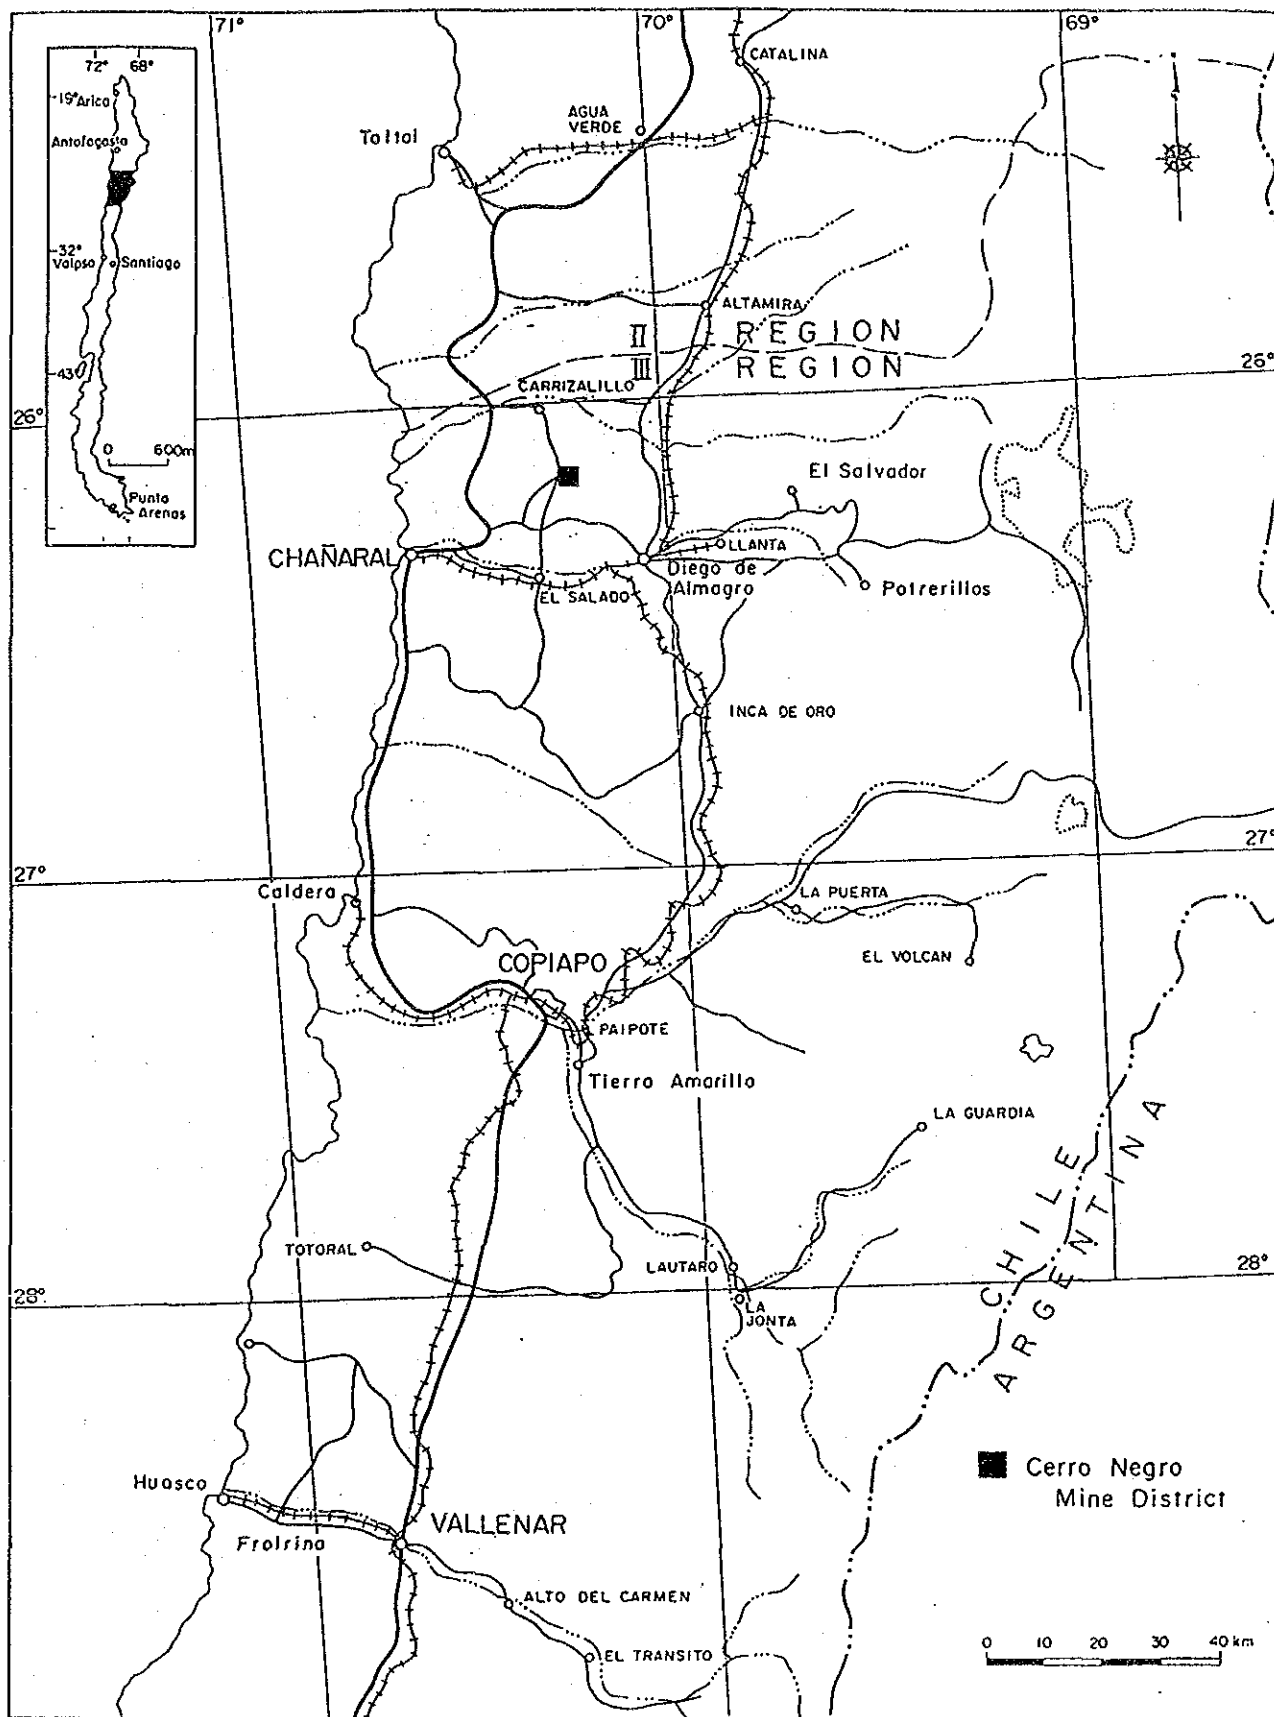 71°
70°
69°
72° 68°
-19° Arica
Antofagasta
-32°
Valpso
Santiago
-43°
0 600m
Punta
Arenas
CATALINA
AGUA
VERDE
Taltal
ALTAMIRA
II REGION
III REGION
CARRIZALILLO
26°
26°
El Salvador
CHAÑARAL
LLANTA
Diego de
Almagro
Potrerillos
EL SALADO
INCA DE ORO
27°
27°
Caldera
LA PUERTA
COPIAPO
EL VOLCAN
PAIPOTE
Tierra Amarillo
LA GUARDIA
CHILE
ARGENTINA
TOTORAL
LAUTARO
28°
28°
LA
JONTA
Cerro Negro
Mine District
Huasco
VALLENAR
Frolrina
ALTO DEL CARMEN
EL TRANSITO
0 10 20 30 40 km